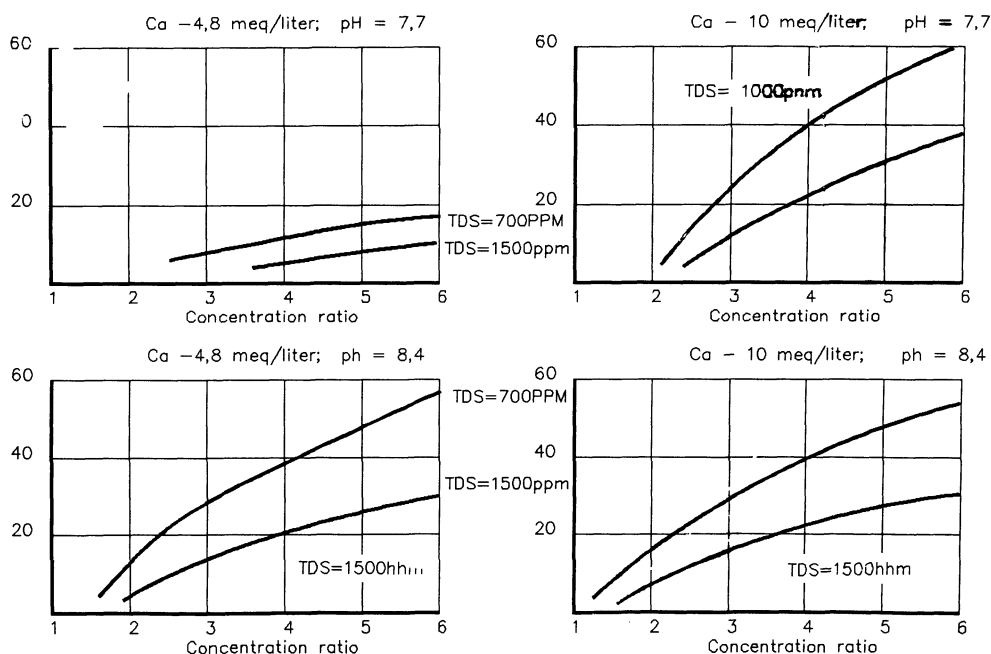 Ca -4,8 meq/liter; pH = 7,7
60
0
20
TDS=700PPM
TDS=1500ppm
1 2 3 4 5 6
Concentration ratio
Ca - 10 meq/liter; pH = 7,7
60
TDS= 1000ppm
40
20
1 2 3 4 5 6
Concentration ratio
Ca -4,8 meq/liter; ph = 8,4
60
TDS=700PPM
40
TDS=1500ppm
20
TDS=1500hhm
1 2 3 4 5 6
Concentration ratio
Ca - 10 meq/liter; ph = 8,4
60
40
20
TDS=1500hhm
1 2 3 4 5 6
Concentration ratio